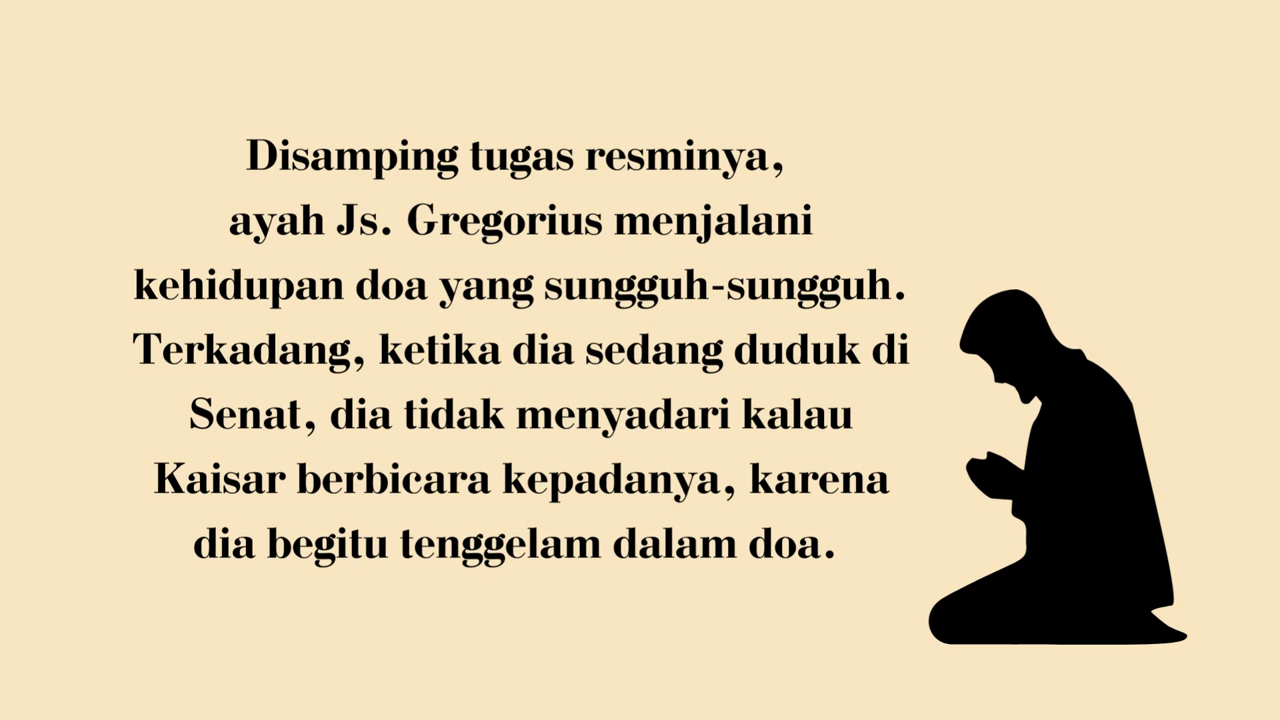 Disamping tugas resminya,
ayah Js. Gregorius menjalani
kehidupan doa yang sungguh-sungguh.
Terkadang, ketika dia sedang duduk di
Senat, dia tidak menyadari kalau
Kaisar berbicara kepadanya, karena
dia begitu tenggelam dalam doa.